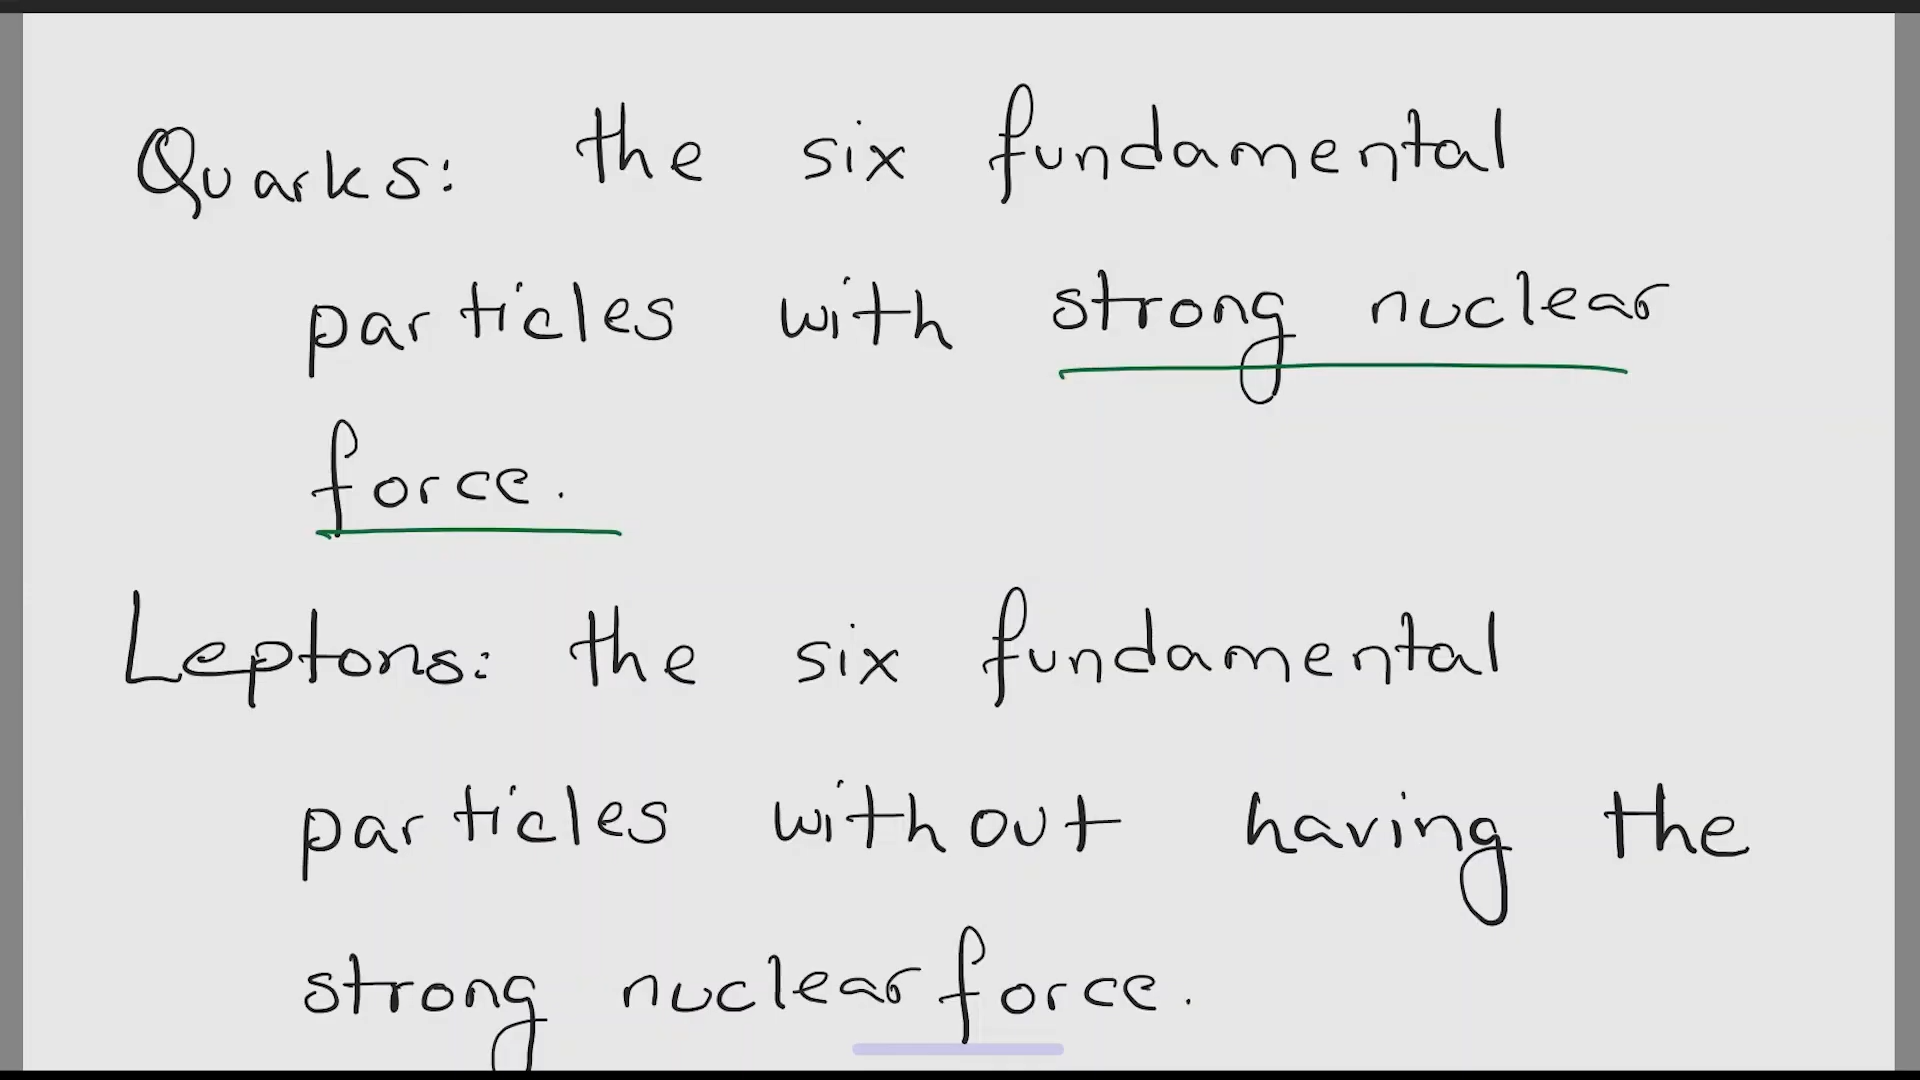 Quarks: the six fundamental
particles with strong nuclear
force.
Leptons: the six fundamental
particles without having the
strong nuclear force.